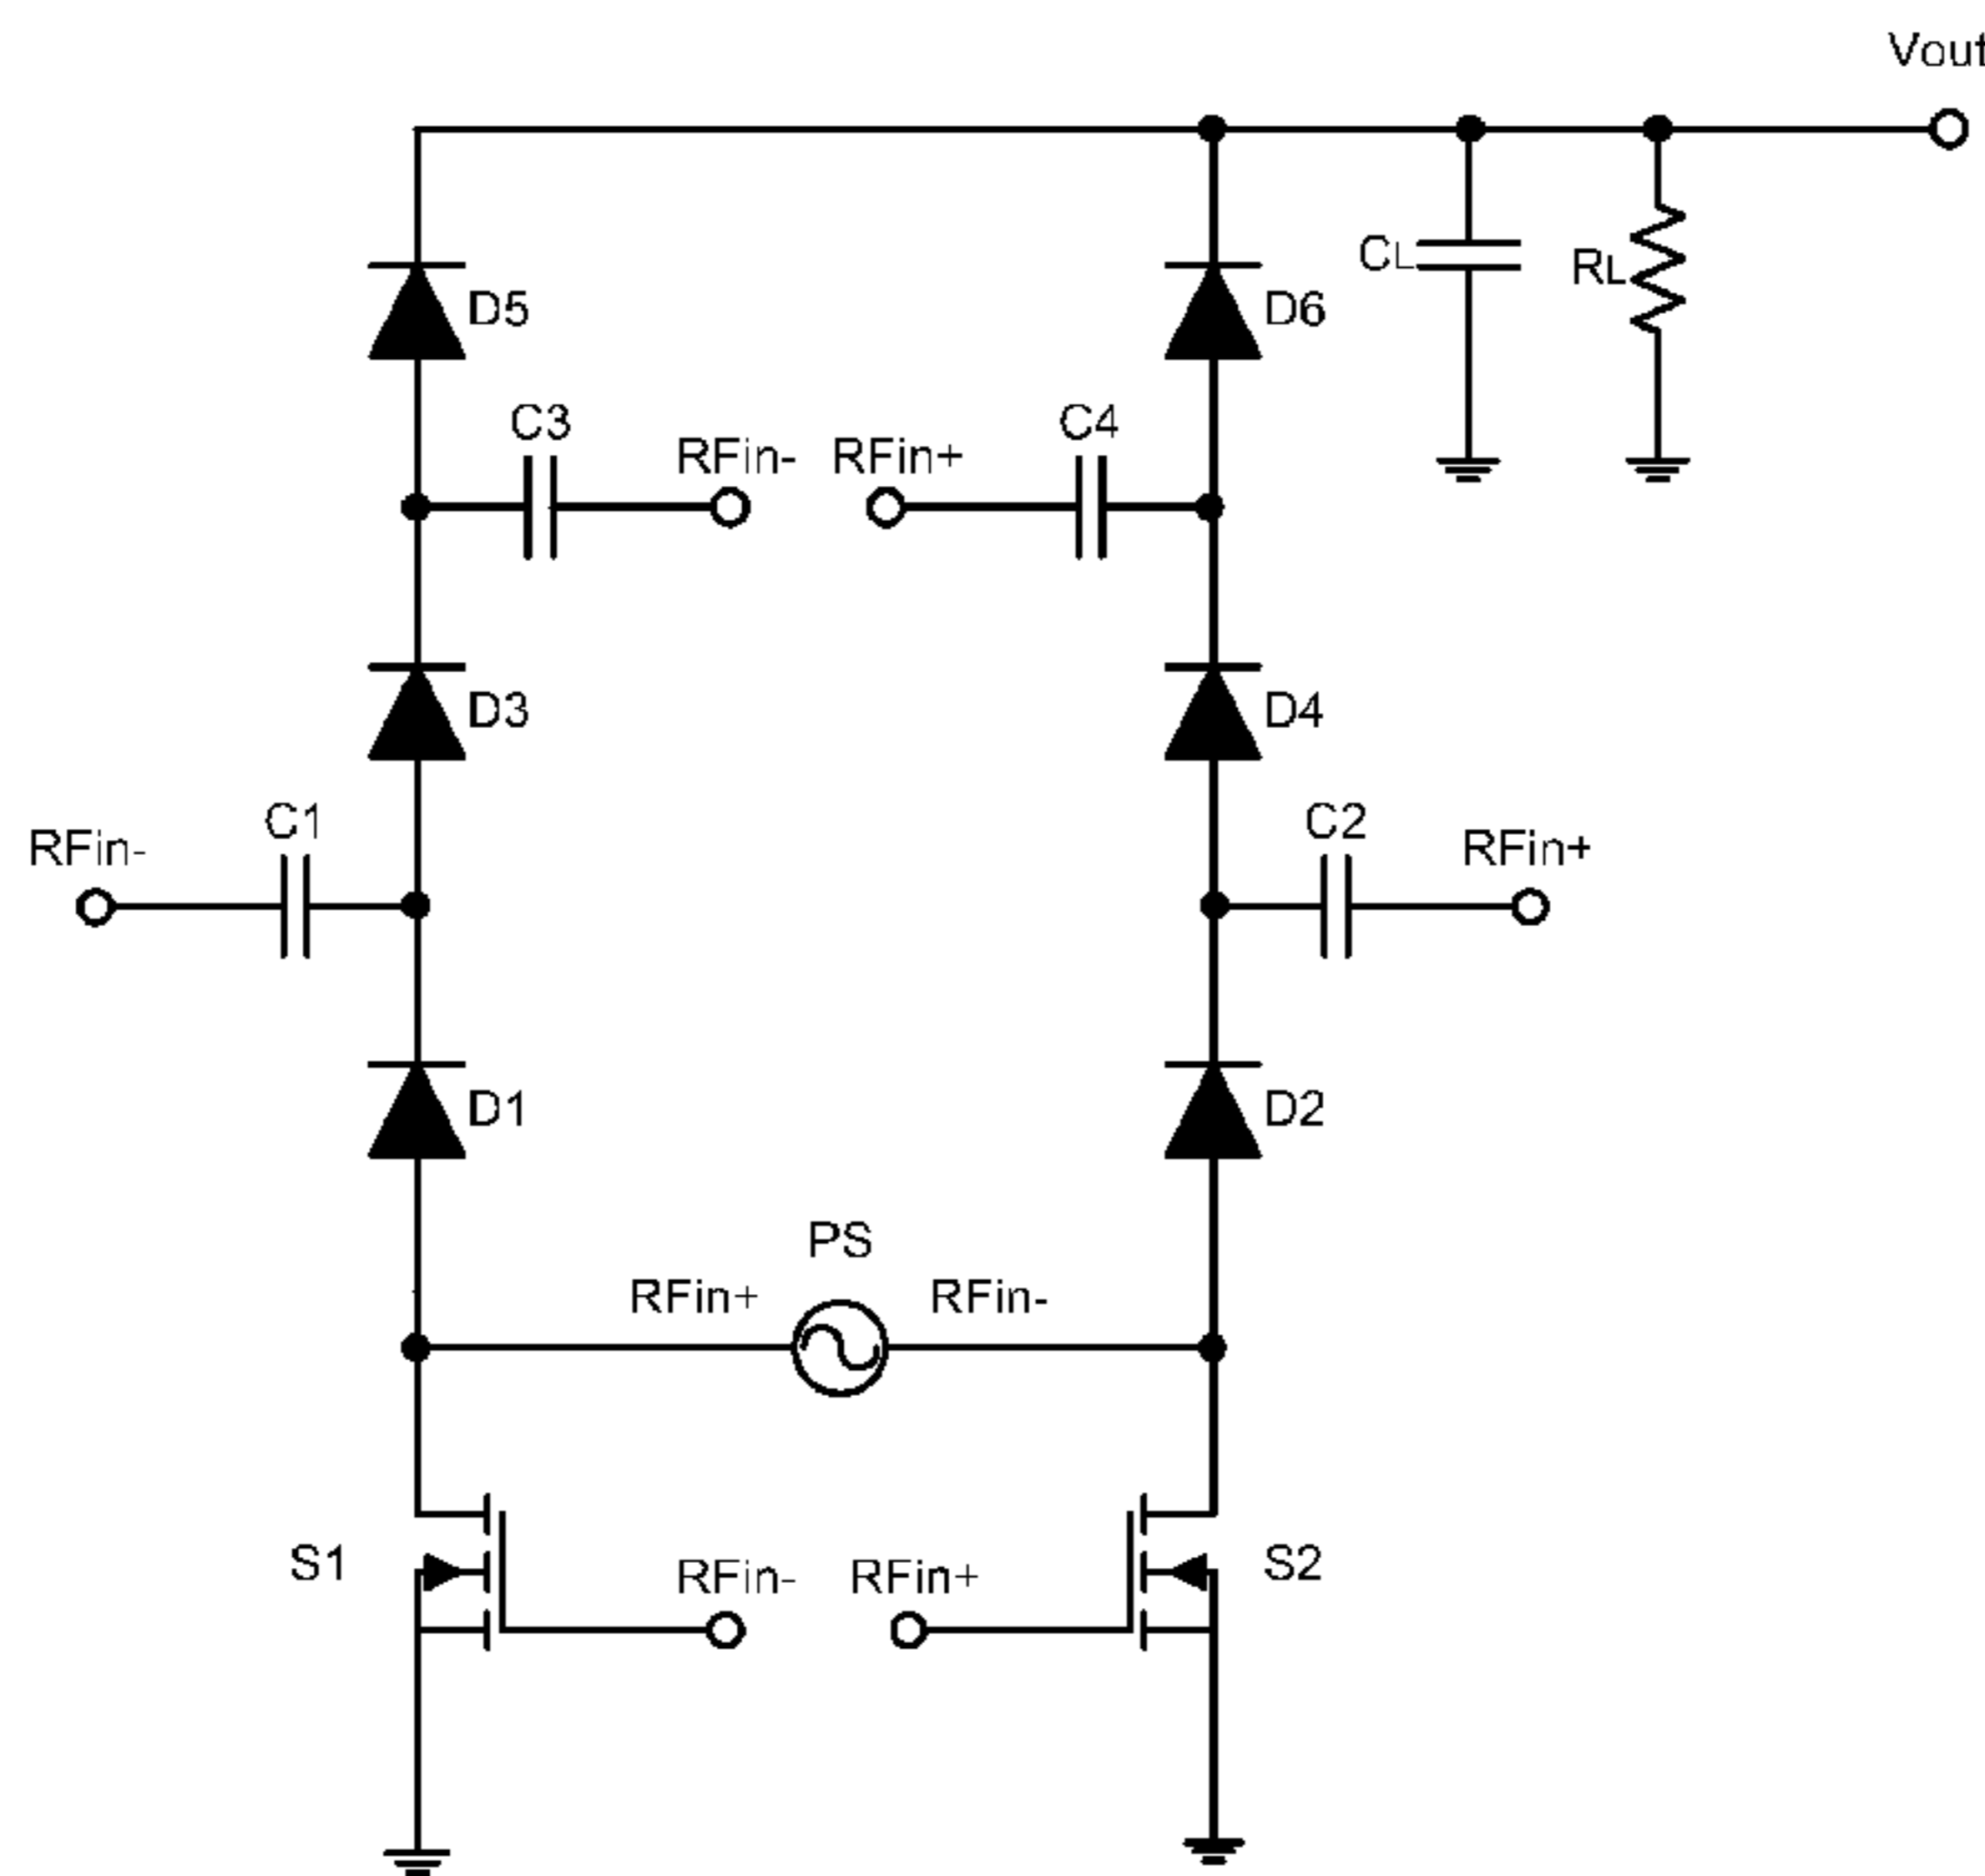 Vout
D5
D6
CL
RL
C3
RFin-
RFin+
C4
D3
D4
RFin-
C1
C2
RFin+
D1
D2
PS
RFin+
RFin-
S1
RFin-
RFin+
S2